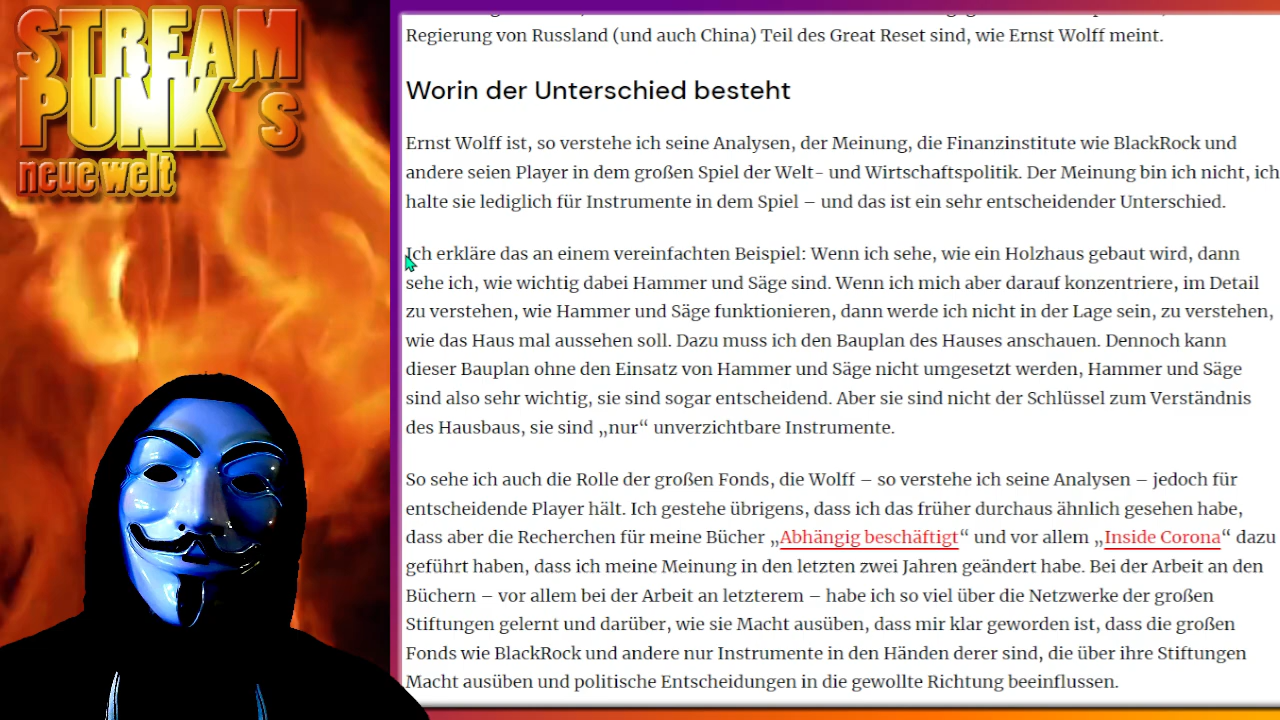 STREAM
PUNK´S
neue welt
Regierung von Russland (und auch China) Teil des Great Reset sind, wie Ernst Wolff meint.
Worin der Unterschied besteht
Ernst Wolff ist, so verstehe ich seine Analysen, der Meinung, die Finanzinstitute wie BlackRock und
andere seien Player in dem großen Spiel der Welt- und Wirtschaftspolitik. Der Meinung bin ich nicht, ich
halte sie lediglich für Instrumente in dem Spiel – und das ist ein sehr entscheidender Unterschied.
Ich erkläre das an einem vereinfachten Beispiel: Wenn ich sehe, wie ein Holzhaus gebaut wird, dann
sehe ich, wie wichtig dabei Hammer und Säge sind. Wenn ich mich aber darauf konzentriere, im Detail
zu verstehen, wie Hammer und Säge funktionieren, dann werde ich nicht in der Lage sein, zu verstehen,
wie das Haus mal aussehen soll. Dazu muss ich den Bauplan des Hauses anschauen. Dennoch kann
dieser Bauplan ohne den Einsatz von Hammer und Säge nicht umgesetzt werden, Hammer und Säge
sind also sehr wichtig, sie sind sogar entscheidend. Aber sie sind nicht der Schlüssel zum Verständnis
des Hausbaus, sie sind „nur“ unverzichtbare Instrumente.
So sehe ich auch die Rolle der großen Fonds, die Wolff – so verstehe ich seine Analysen – jedoch für
entscheidende Player hält. Ich gestehe übrigens, dass ich das früher durchaus ähnlich gesehen habe,
dass aber die Recherchen für meine Bücher „Abhängig beschäftigt“ und vor allem „Inside Corona“ dazu
geführt haben, dass ich meine Meinung in den letzten zwei Jahren geändert habe. Bei der Arbeit an den
Büchern – vor allem bei der Arbeit an letzterem – habe ich so viel über die Netzwerke der großen
Stiftungen gelernt und darüber, wie sie Macht ausüben, dass mir klar geworden ist, dass die großen
Fonds wie BlackRock und andere nur Instrumente in den Händen derer sind, die über ihre Stiftungen
Macht ausüben und politische Entscheidungen in die gewollte Richtung beeinflussen.